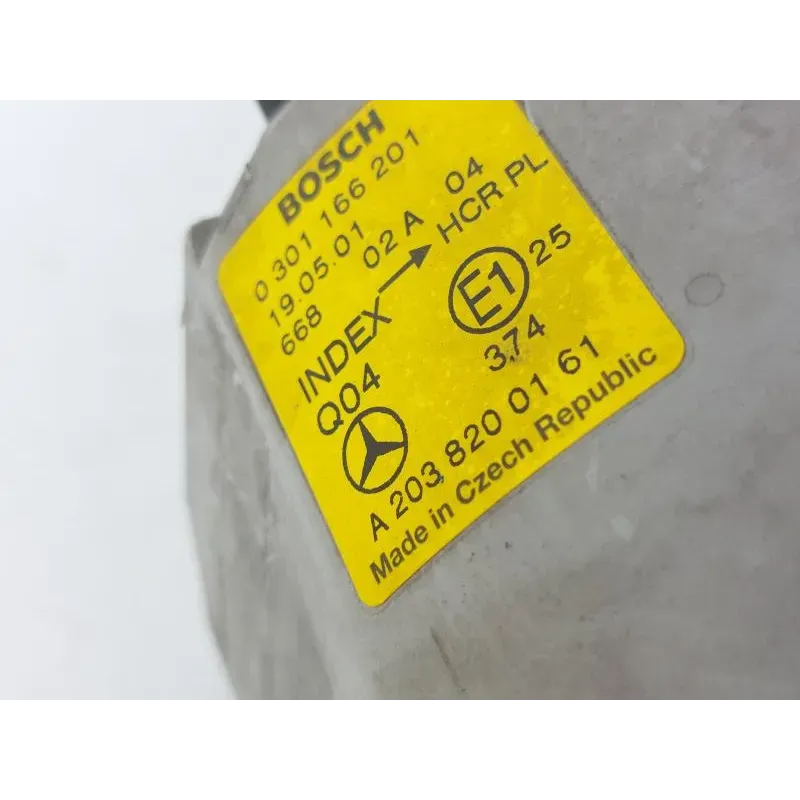 BOSCH
0 301 166 201
19.05.01 02 A 04
668 → HCR PL
INDEX E1 25
Q04 374
A 203 820 01 61
Made in Czech Republic